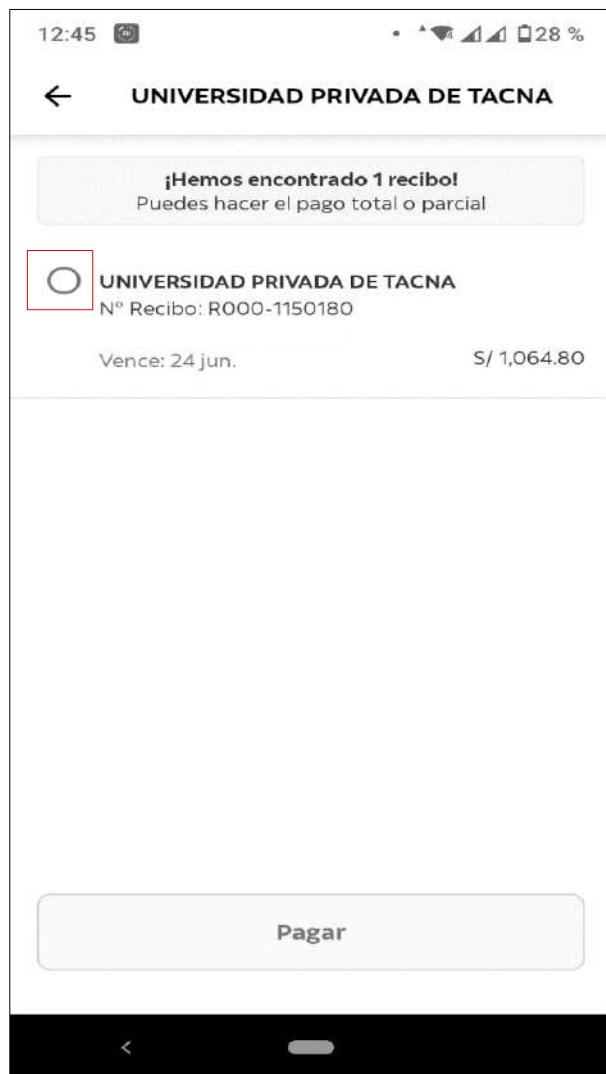 12:45
28 %
UNIVERSIDAD PRIVADA DE TACNA
¡Hemos encontrado 1 recibo!
Puedes hacer el pago total o parcial
UNIVERSIDAD PRIVADA DE TACNA
Nº Recibo: R000-1150180
Vence: 24 jun.
S/ 1,064.80
Pagar